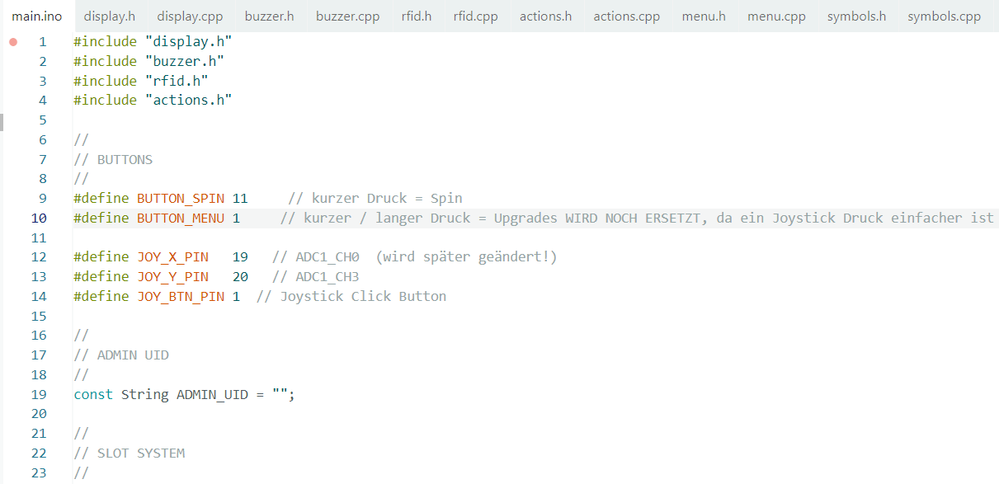 main.ino display.h display.cpp buzzer.h buzzer.cpp rfid.h rfid.cpp actions.h actions.cpp menu.h menu.cpp symbols.h symbols.cpp
1 #include "display.h"
2 #include "buzzer.h"
3 #include "rfid.h"
4 #include "actions.h"
5
6 //
7 // BUTTONS
8 //
9 #define BUTTON_SPIN 11 // kurzer Druck = Spin
10 #define BUTTON_MENU 1 // kurzer / langer Druck = Upgrades WIRD NOCH ERSETZT, da ein Joystick Druck einfacher ist
11
12 #define JOY_X_PIN 19 // ADC1_CH0 (wird später geändert!)
13 #define JOY_Y_PIN 20 // ADC1_CH3
14 #define JOY_BTN_PIN 1 // Joystick Click Button
15
16 //
17 // ADMIN UID
18 //
19 const String ADMIN_UID = "";
20
21 //
22 // SLOT SYSTEM
23 //